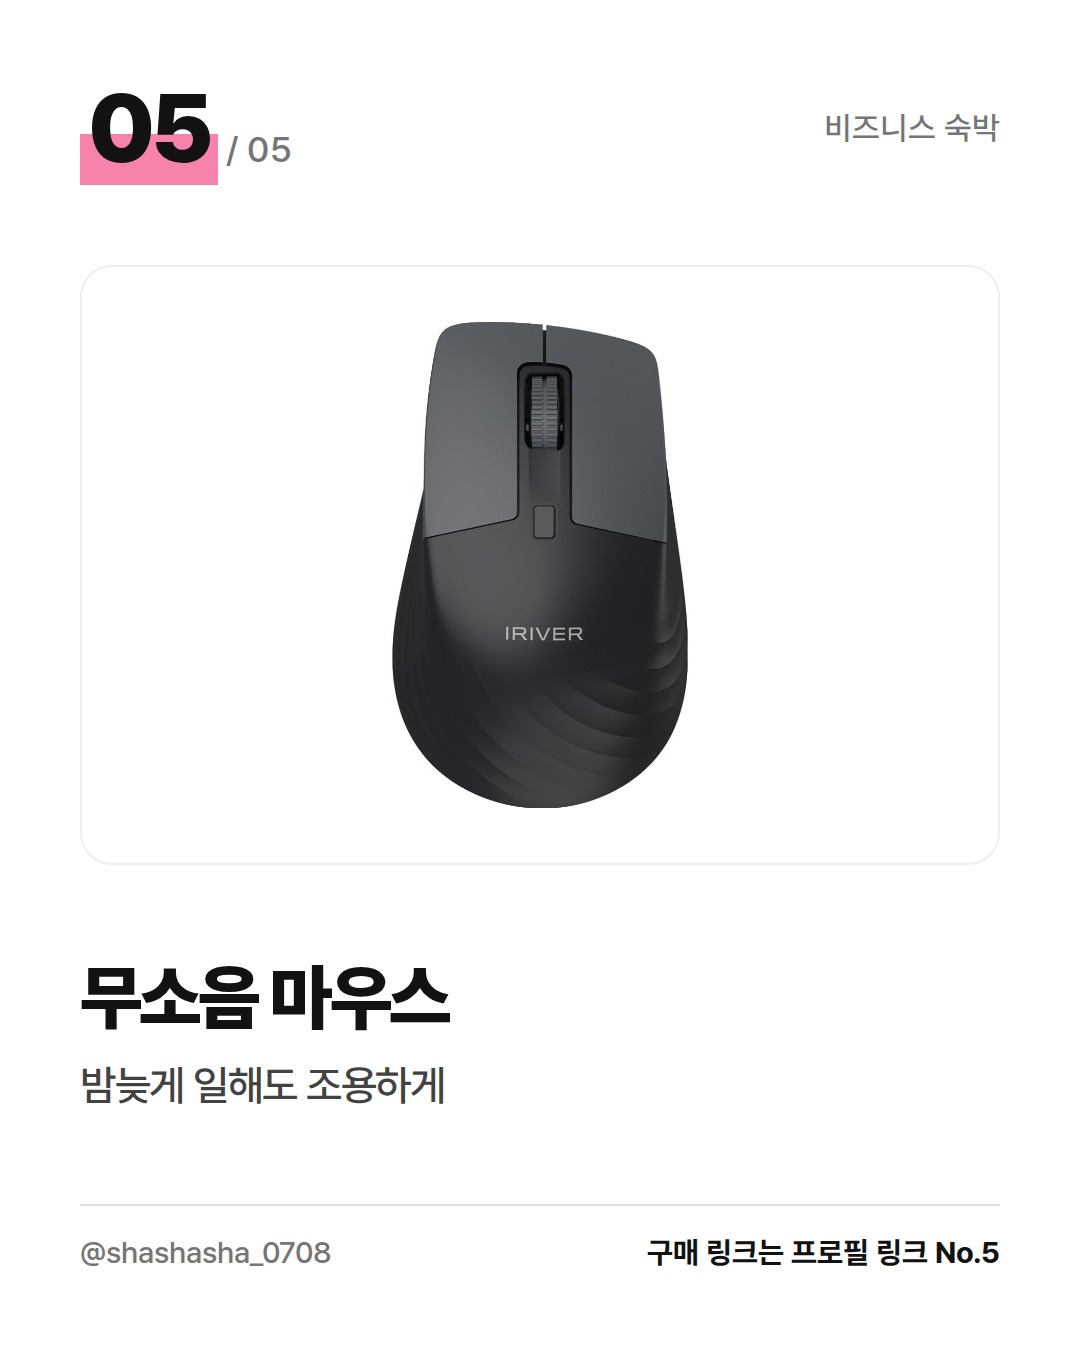 05 / 05
비즈니스 숙박
IRIVER
무소음 마우스
밤늦게 일해도 조용하게
@shashasha_0708
구매 링크는 프로필 링크 No.5